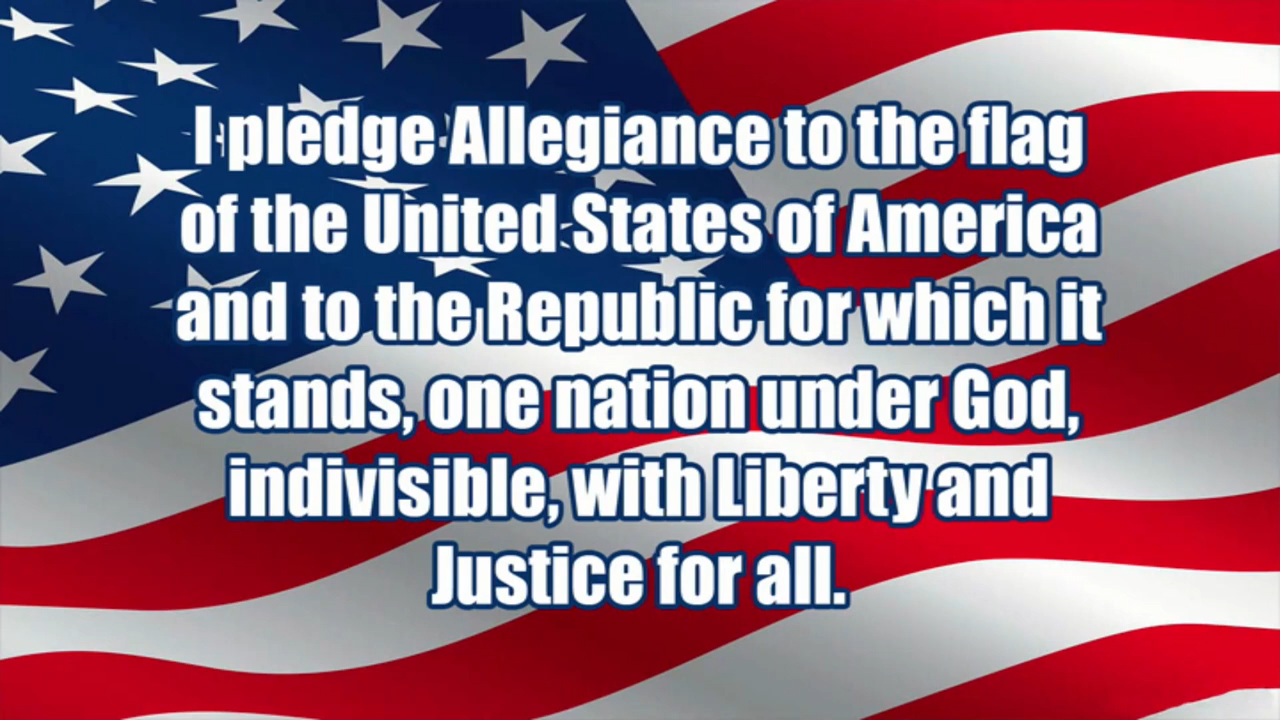 I pledge Allegiance to the flag
of the United States of America
and to the Republic for which it
stands, one nation under God,
indivisible, with Liberty and
Justice for all.